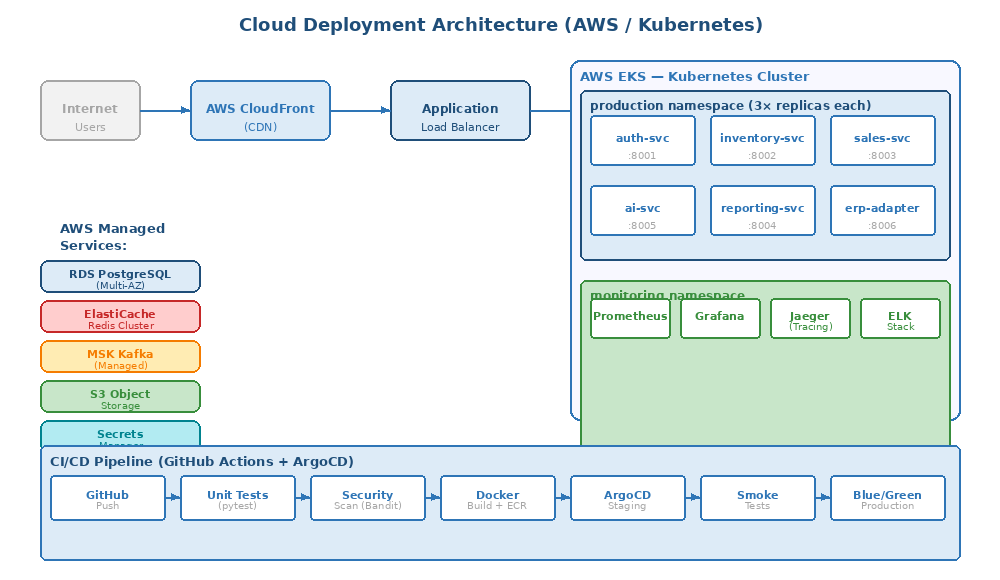 Cloud Deployment Architecture (AWS / Kubernetes)
Internet
Users
AWS CloudFront
(CDN)
Application
Load Balancer
AWS EKS — Kubernetes Cluster
production namespace (3× replicas each)
auth-svc
:8001
inventory-svc
:8002
sales-svc
:8003
ai-svc
:8005
reporting-svc
:8004
erp-adapter
:8006
monitoring namespace
Prometheus
Grafana
Jaeger
(Tracing)
ELK
Stack
AWS Managed
Services:
RDS PostgreSQL
(Multi-AZ)
ElastiCache
Redis Cluster
MSK Kafka
(Managed)
S3 Object
Storage
Secrets
Manager
CI/CD Pipeline (GitHub Actions + ArgoCD)
GitHub
Push
Unit Tests
(pytest)
Security
Scan (Bandit)
Docker
Build + ECR
ArgoCD
Staging
Smoke
Tests
Blue/Green
Production